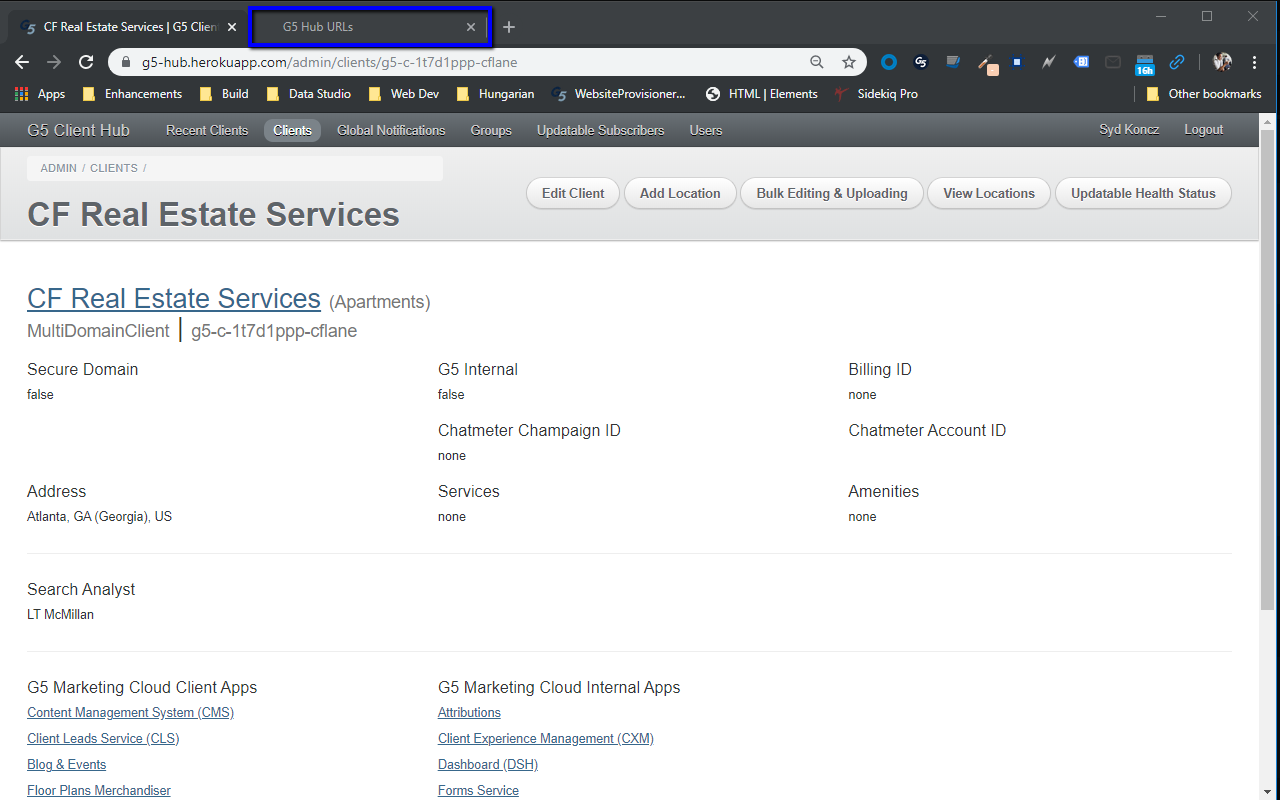 CF Real Estate Services | G5 Clien
G5 Hub URLs
g5-hub.herokuapp.com/admin/clients/g5-c-1t7d1ppp-cflane
G5
16h
Apps Enhancements Build Data Studio Web Dev Hungarian WebsiteProvisioner... HTML | Elements Sidekiq Pro Other bookmarks
G5 Client Hub Recent Clients Clients Global Notifications Groups Updatable Subscribers Users Syd Koncz Logout
ADMIN / CLIENTS /
CF Real Estate Services
Edit Client Add Location Bulk Editing & Uploading View Locations Updatable Health Status
CF Real Estate Services (Apartments)
MultiDomainClient | g5-c-1t7d1ppp-cflane
Secure Domain G5 Internal Billing ID
false false none
Chatmeter Champaign ID Chatmeter Account ID
none
Address Services Amenities
Atlanta, GA (Georgia), US none none
Search Analyst
LT McMillan
G5 Marketing Cloud Client Apps G5 Marketing Cloud Internal Apps
Content Management System (CMS) Attributions
Client Leads Service (CLS) Client Experience Management (CXM)
Blog & Events Dashboard (DSH)
Floor Plans Merchandiser Forms Service